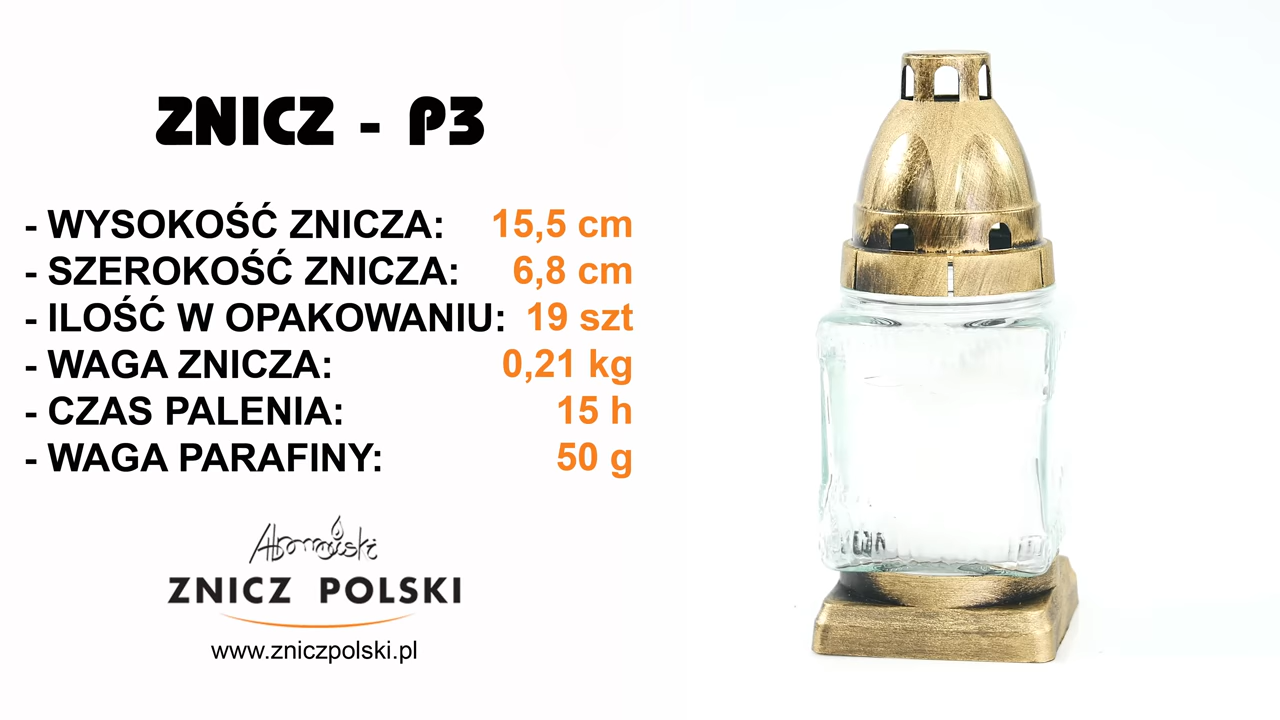 ZNICZ - P3
- WYSOKOŚĆ ZNICZA: 15,5 cm
- SZEROKOŚĆ ZNICZA: 6,8 cm
- ILOŚĆ W OPAKOWANIU: 19 szt
- WAGA ZNICZA: 0,21 kg
- CZAS PALENIA: 15 h
- WAGA PARAFINY: 50 g
ZNICZ POLSKI
www.zniczpolski.pl